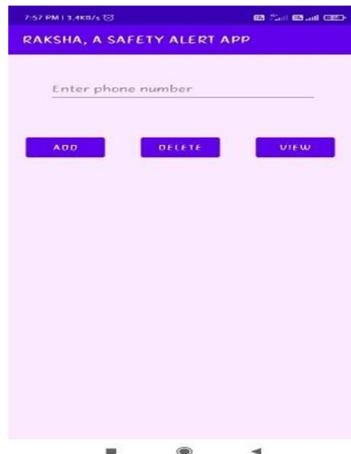 7:57 PM | 3.4KB/s
RAKSHA, A SAFETY ALERT APP
Enter phone number
ADD DELETE VIEW